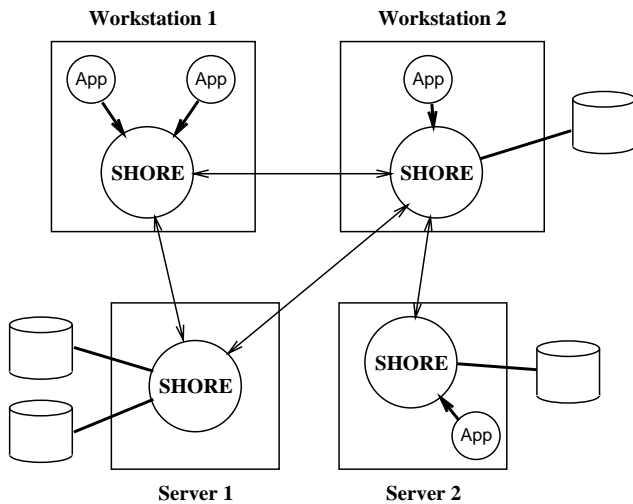 Workstation 1
Workstation 2
App
App
App
SHORE
SHORE
SHORE
SHORE
App
Server 1
Server 2